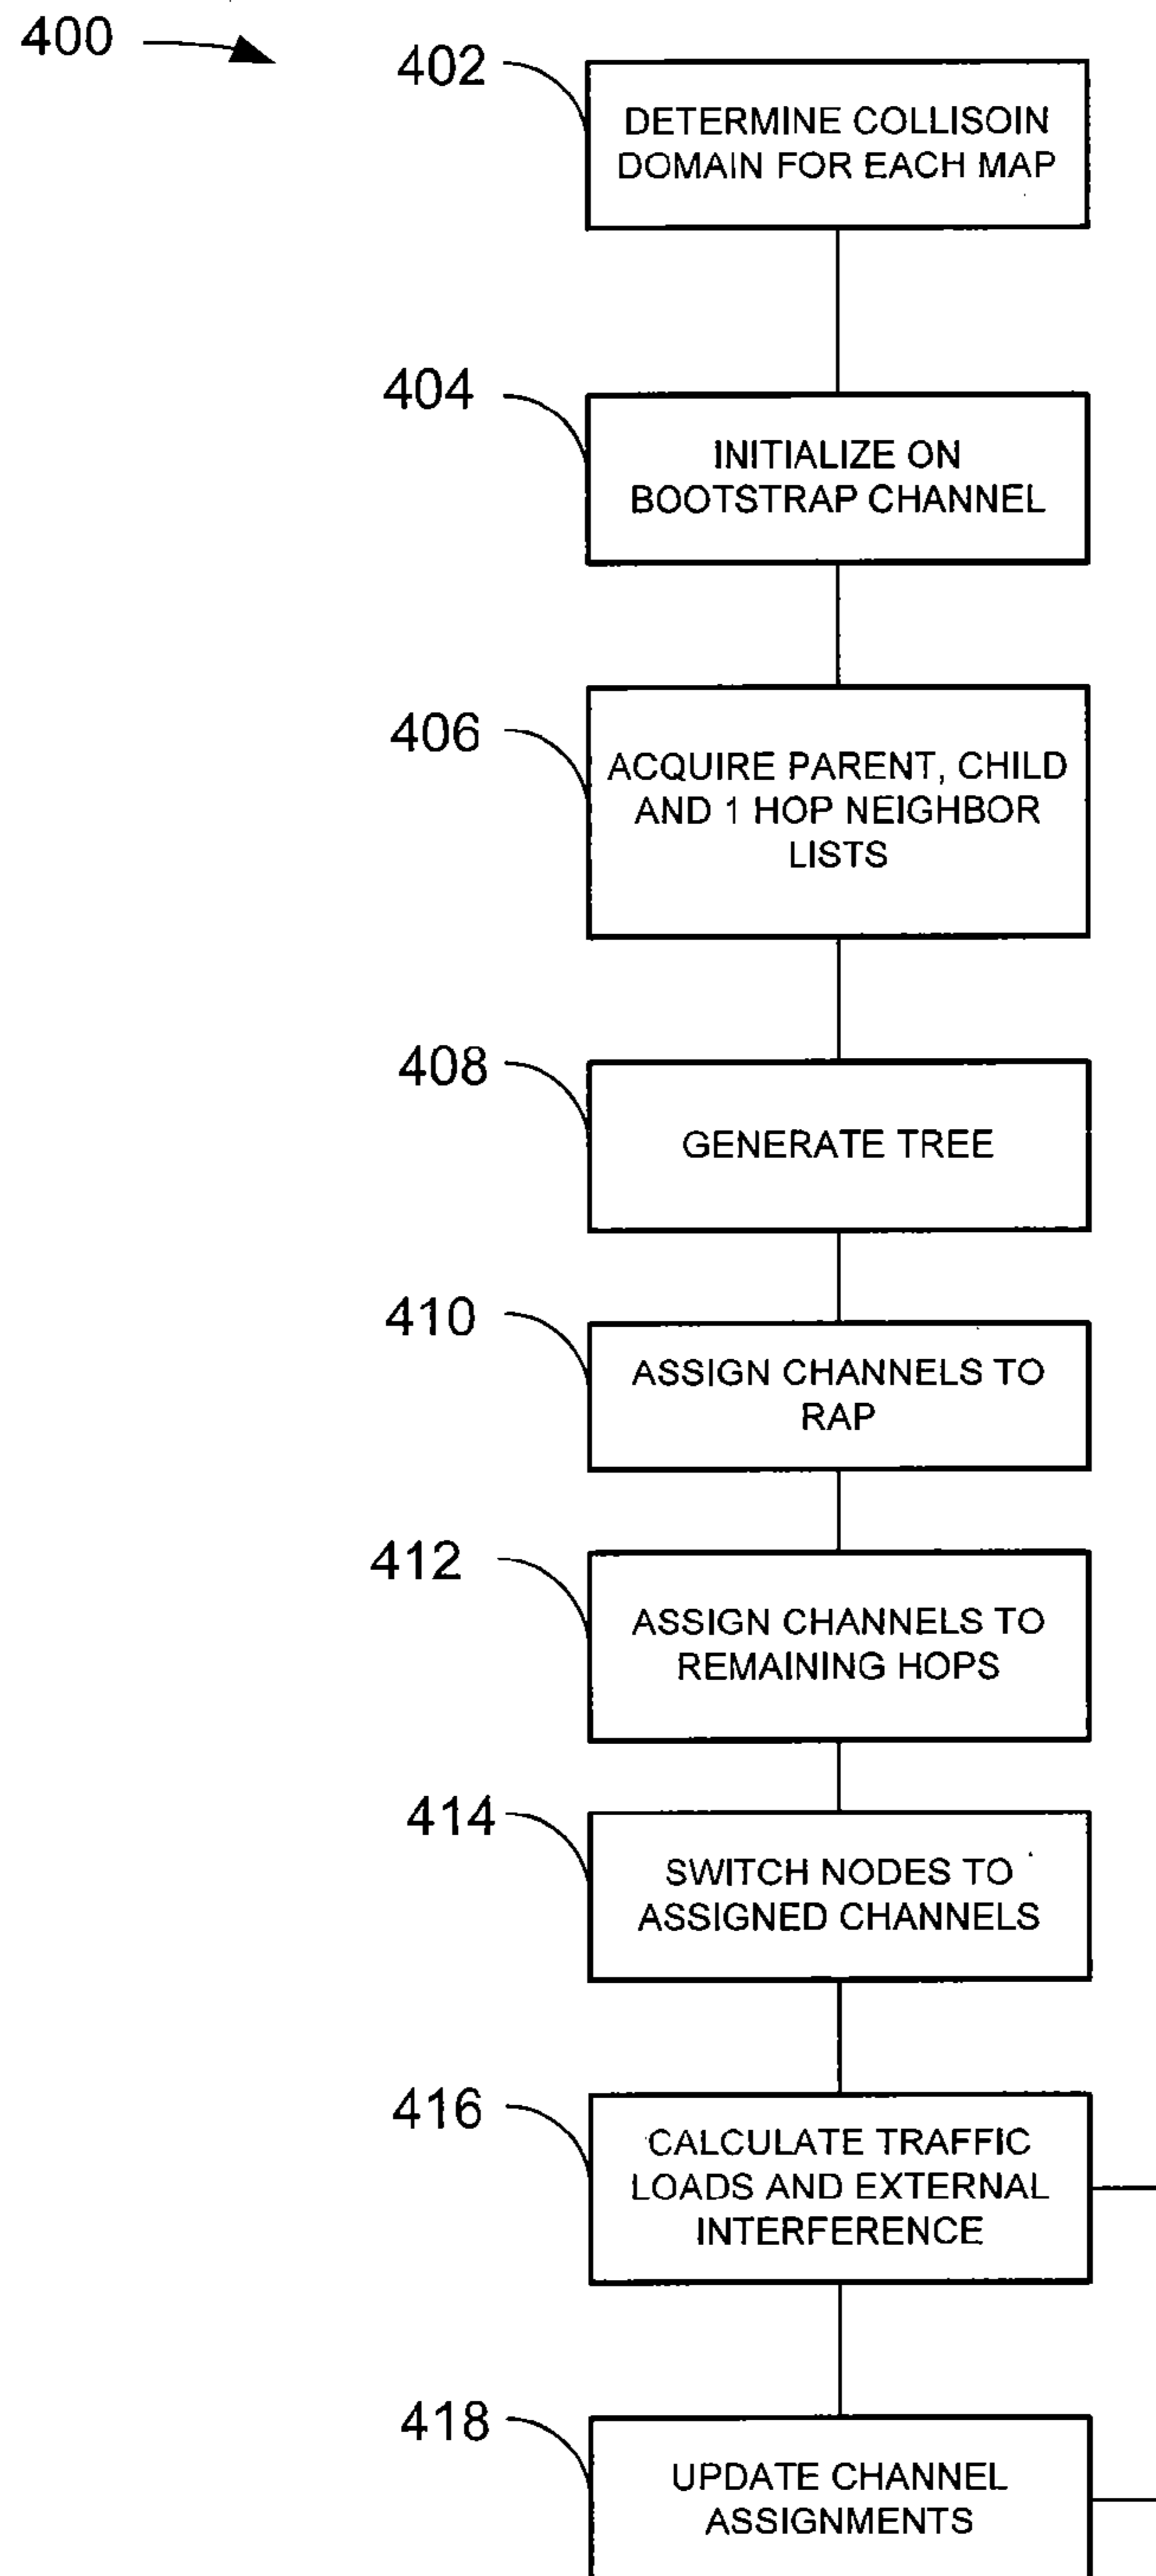 400
402
DETERMINE COLLISOIN
DOMAIN FOR EACH MAP
404
INITIALIZE ON
BOOTSTRAP CHANNEL
406
ACQUIRE PARENT, CHILD
AND 1 HOP NEIGHBOR
LISTS
408
GENERATE TREE
410
ASSIGN CHANNELS TO
RAP
412
ASSIGN CHANNELS TO
REMAINING HOPS
414
SWITCH NODES TO
ASSIGNED CHANNELS
416
CALCULATE TRAFFIC
LOADS AND EXTERNAL
INTERFERENCE
418
UPDATE CHANNEL
ASSIGNMENTS